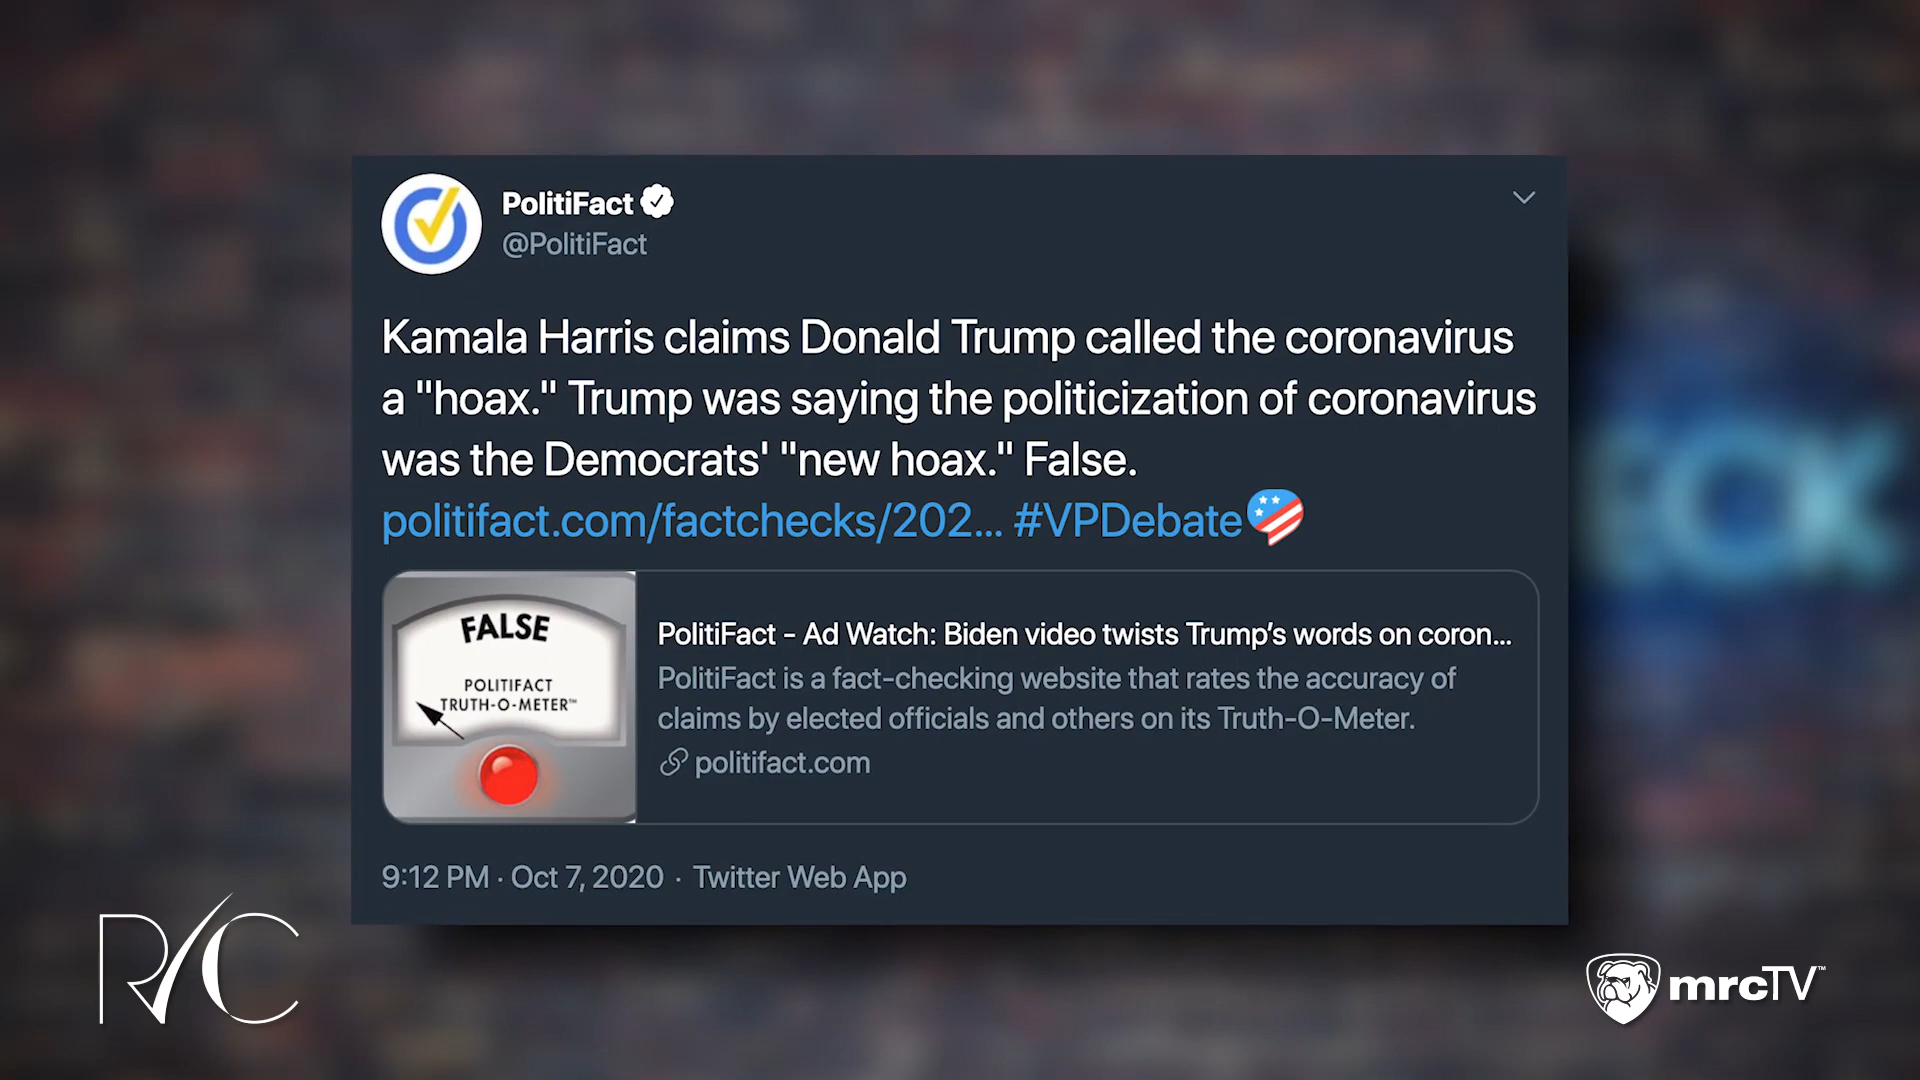 PolitiFact
@PolitiFact
Kamala Harris claims Donald Trump called the coronavirus
a "hoax." Trump was saying the politicization of coronavirus
was the Democrats' "new hoax." False.
politifact.com/factchecks/202... #VPDebate
FALSE
POLITIFACT
TRUTH-O-METER™
PolitiFact - Ad Watch: Biden video twists Trump's words on coron...
PolitiFact is a fact-checking website that rates the accuracy of
claims by elected officials and others on its Truth-O-Meter.
politifact.com
9:12 PM · Oct 7, 2020 · Twitter Web App
R/C
mrcTV™